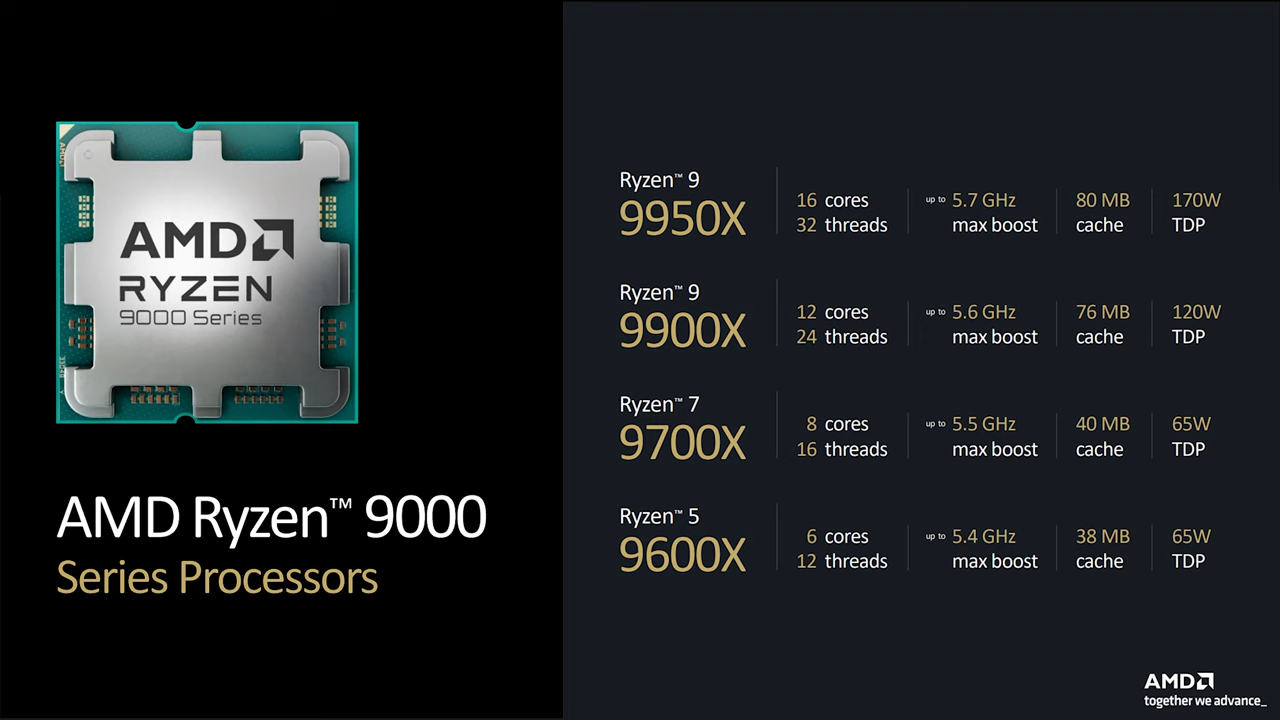 AMD
RYZEN
9000 Series
AMD Ryzen™ 9000
Series Processors
Ryzen™ 9
9950X
16 cores
32 threads
up to 5.7 GHz
max boost
80 MB
cache
170W
TDP
Ryzen™ 9
9900X
12 cores
24 threads
up to 5.6 GHz
max boost
76 MB
cache
120W
TDP
Ryzen™ 7
9700X
8 cores
16 threads
up to 5.5 GHz
max boost
40 MB
cache
65W
TDP
Ryzen™ 5
9600X
6 cores
12 threads
up to 5.4 GHz
max boost
38 MB
cache
65W
TDP
AMD
together we advance_